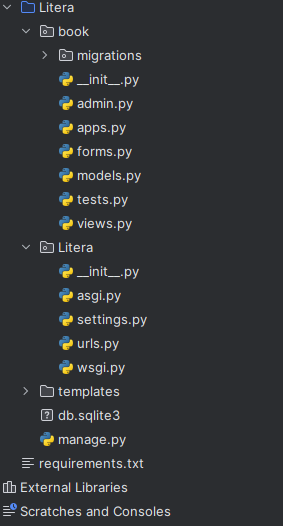 Litera
book
migrations
__init__.py
admin.py
apps.py
forms.py
models.py
tests.py
views.py
Litera
__init__.py
asgi.py
settings.py
urls.py
wsgi.py
templates
db.sqlite3
manage.py
requirements.txt
External Libraries
Scratches and Consoles